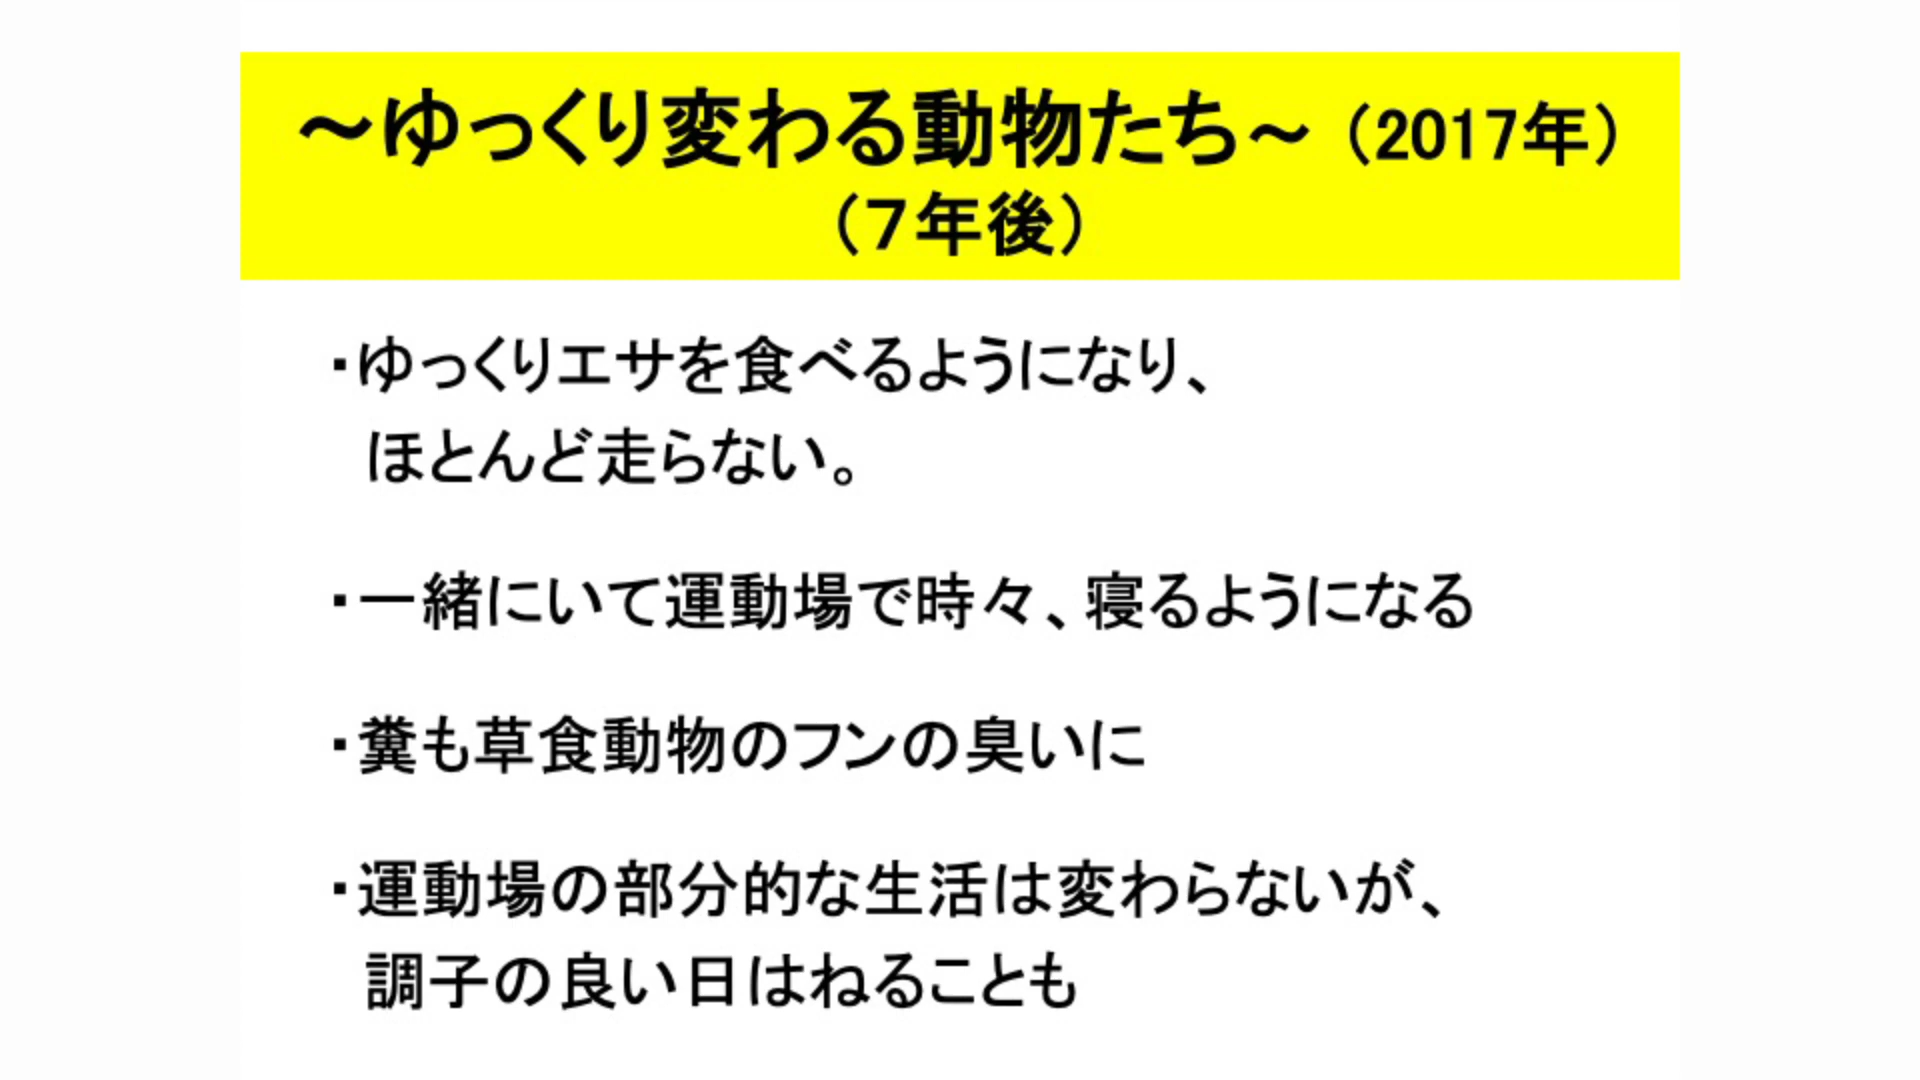 ～ゆっくり変わる動物たち～（2017年）
（７年後）
・ゆっくりエサを食べるようになり、
ほとんど走らない。
・一緒にいて運動場で時々、寝るようになる
・糞も草食動物のフンの臭いに
・運動場の部分的な生活は変わらないが、
調子の良い日はねることも